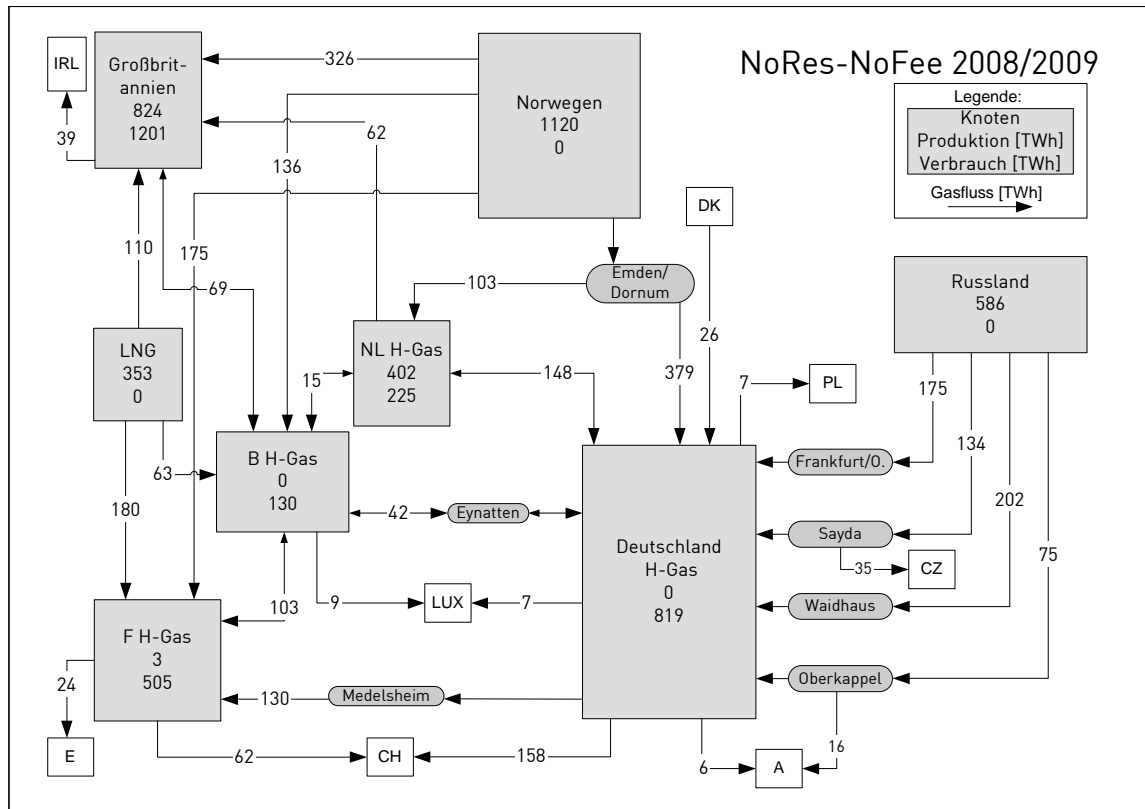 NoRes-NoFee 2008/2009
Legende:
Knoten
Produktion [TWh]
Verbrauch [TWh]
Gasfluss [TWh]
IRL
Großbrit-
annien
824
1201
326
Norwegen
1120
0
39
62
136
DK
110
175
69
Emden/
Dornum
103
Russland
586
0
26
LNG
353
0
NL H-Gas
402
225
15
148
379
7
PL
175
134
63
B H-Gas
0
130
Frankfurt/O.
202
180
42
Eynatten
Sayda
75
35
CZ
Deutschland
H-Gas
0
819
103
9
LUX
7
Waidhaus
F H-Gas
3
505
24
130
Medelsheim
Oberkappel
E
62
CH
158
6
A
16